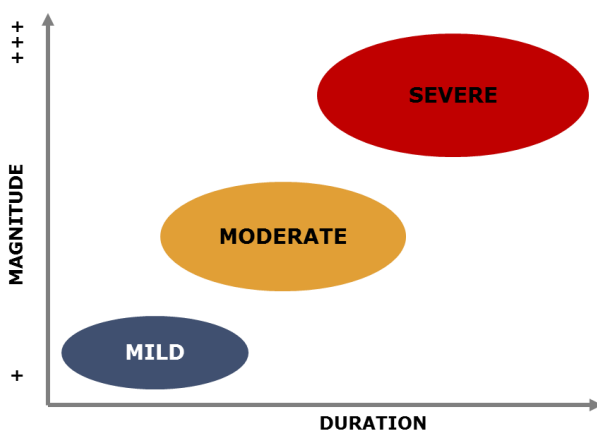 +++
SEVERE
MAGNITUDE
MODERATE
MILD
+
DURATION